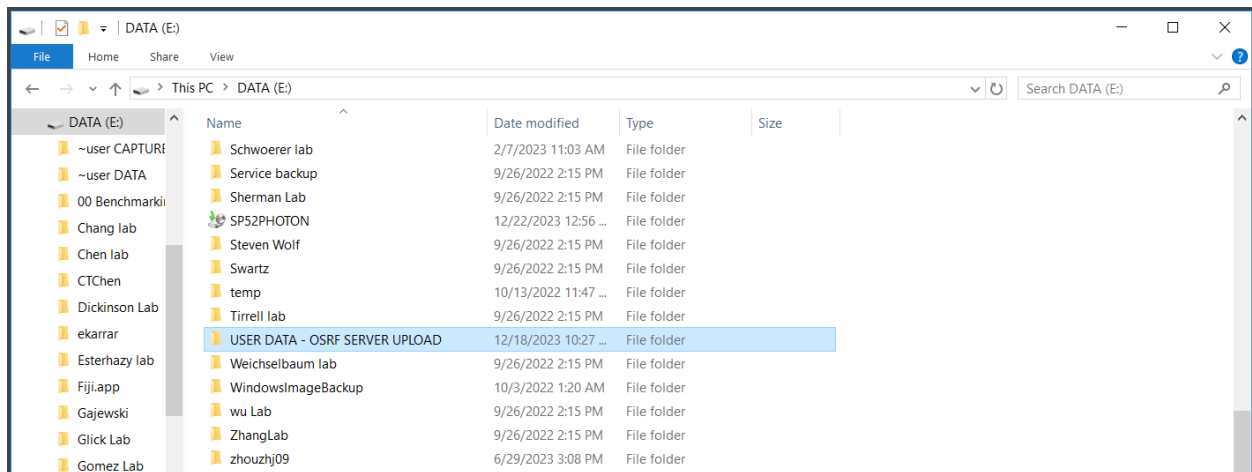 DATA (E:)
File Home Share View
This PC > DATA (E:) Search DATA (E:)
DATA (E:)
~user CAPTURE
~user DATA
00 Benchmarki
Chang lab
Chen lab
CTChen
Dickinson Lab
ekarrar
Esterhazy lab
Fiji.app
Gajewski
Glick Lab
Gomez Lab
Name Date modified Type Size
Schwoerer lab 2/7/2023 11:03 AM File folder
Service backup 9/26/2022 2:15 PM File folder
Sherman Lab 9/26/2022 2:15 PM File folder
SP52PHOTON 12/22/2023 12:56 ... File folder
Steven Wolf 9/26/2022 2:15 PM File folder
Swartz 9/26/2022 2:15 PM File folder
temp 10/13/2022 11:47 ... File folder
Tirrell lab 9/26/2022 2:15 PM File folder
USER DATA - OSRF SERVER UPLOAD 12/18/2023 10:27 ... File folder
Weichselbaum lab 9/26/2022 2:15 PM File folder
WindowsImageBackup 10/3/2022 1:20 AM File folder
wu Lab 9/26/2022 2:15 PM File folder
ZhangLab 9/26/2022 2:15 PM File folder
zhouzhj09 6/29/2023 3:08 PM File folder